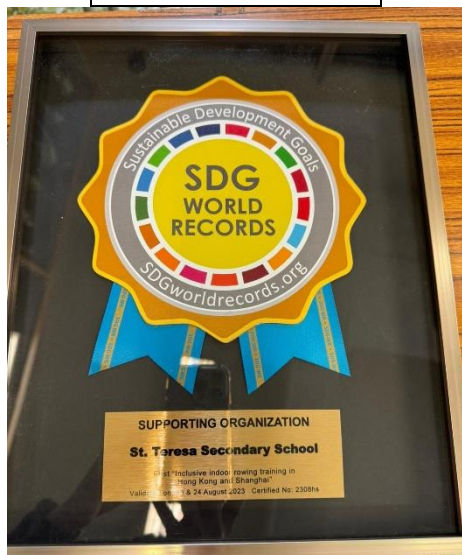 Sustainable Development Goals
SDG
WORLD
RECORDS
SDGworldrecords.org
SUPPORTING ORGANIZATION
St. Teresa Secondary School
First "Inclusive indoor rowing training in
Hong Kong and Shanghai"
& 24 August 2023 Certified No: 2308hs